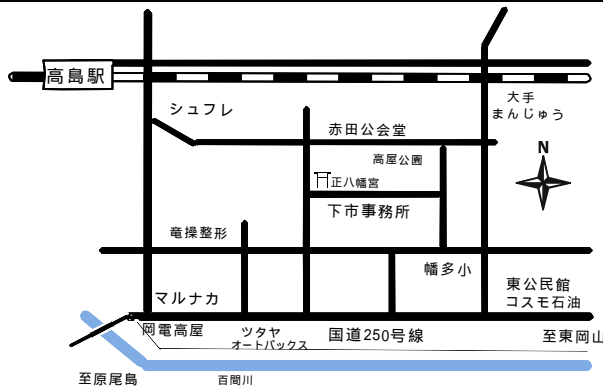 高島駅
大手
まんじゅう
シュフレ
赤田公会堂
高屋公園
N
正八幡宮
下市事務所
竜操整形
幡多小
東公民館
コスモ石油
マルナカ
岡電高屋
ツタヤ
オートバックス
国道250号線
至東岡山
至原尾島
百間川